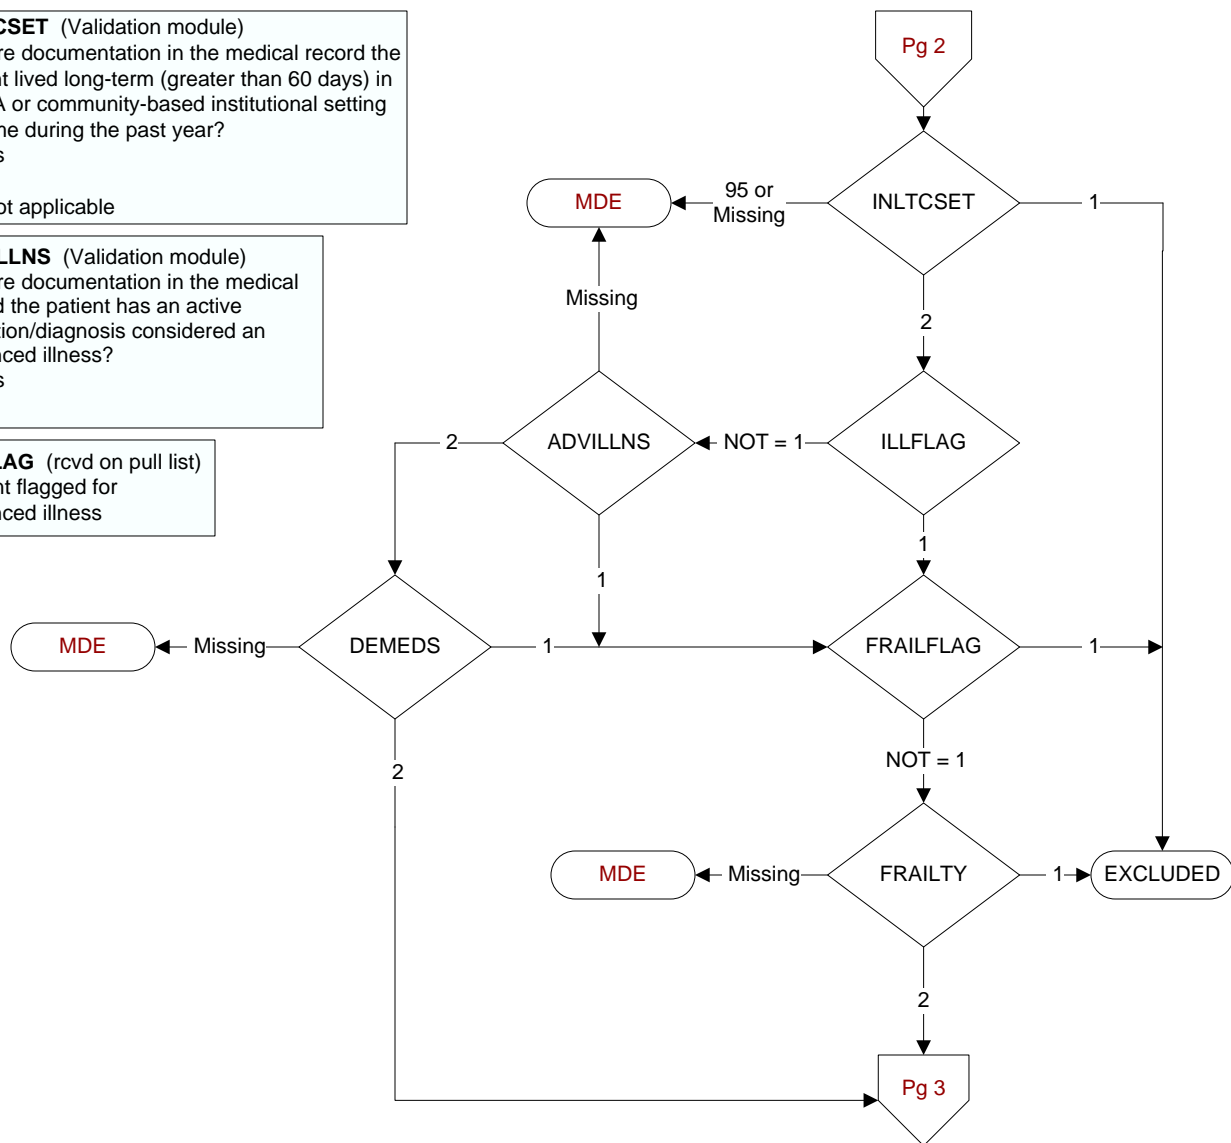 CSET (Validation module)
re documentation in the medical record the
t lived long-term (greater than 60 days) in
A or community-based institutional setting
me during the past year?
s
ot applicable
LLNS (Validation module)
re documentation in the medical
d the patient has an active
tion/diagnosis considered an
nced illness?
s
LAG (rcvd on pull list)
nt flagged for
nced illness
Pg 2
MDE
95 or
Missing
INLTCSET
1
Missing
2
2
ADVILLNS
NOT = 1
ILLFLAG
1
1
MDE
Missing
DEMEDS
1
FRAILFLAG
1
2
NOT = 1
MDE
Missing
FRAILTY
1
EXCLUDED
2
Pg 3